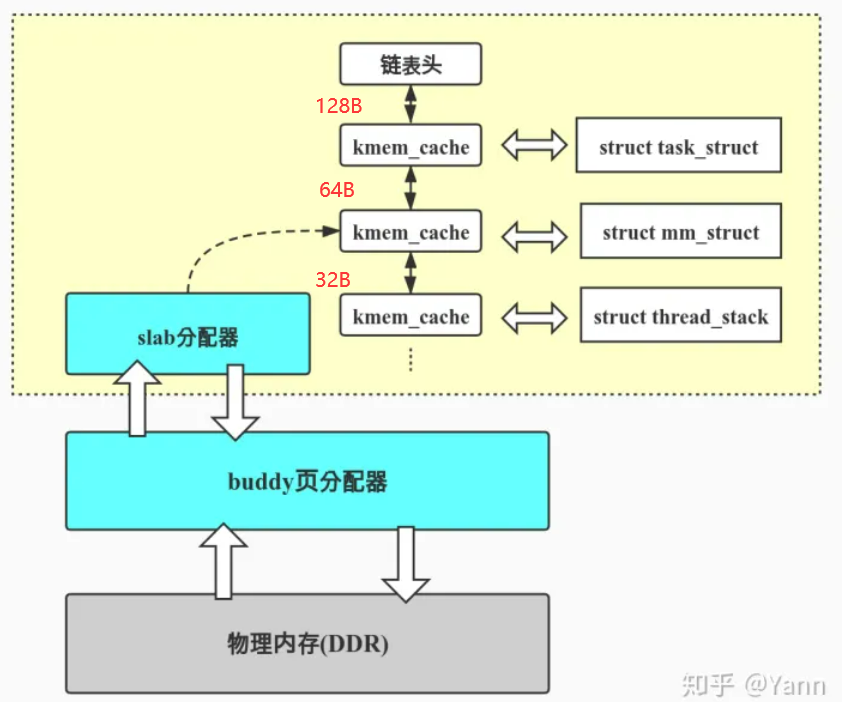 链表头
128B
kmem_cache
struct task_struct
64B
kmem_cache
struct mm_struct
32B
kmem_cache
struct thread_stack
slab分配器
buddy页分配器
物理内存(DDR)
知乎 @Yann